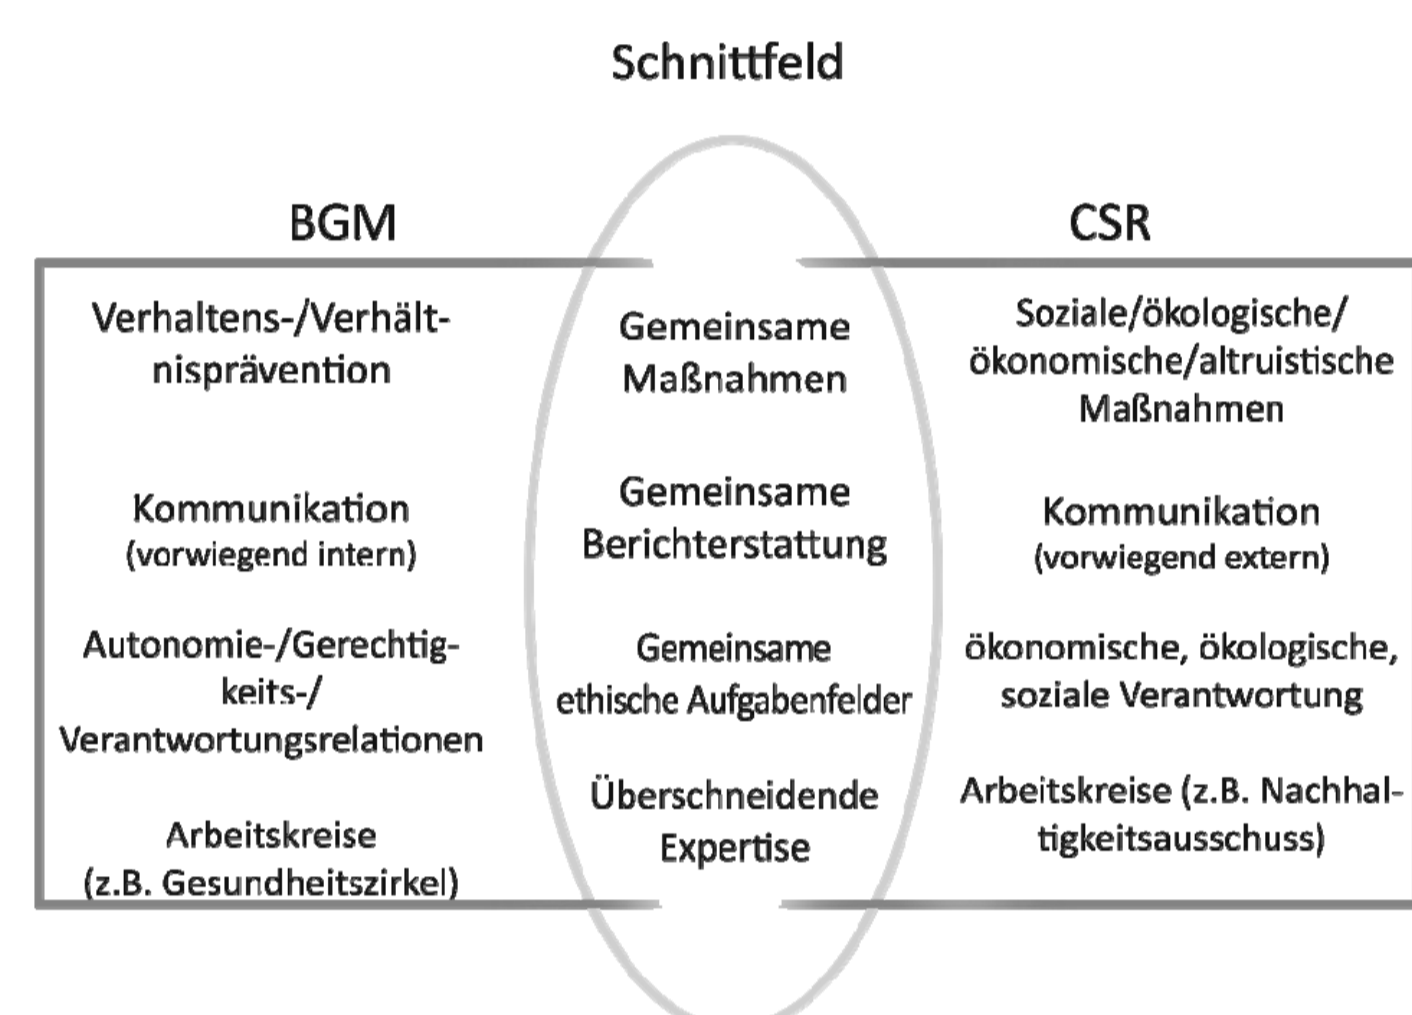 Schnittfeld
BGM
Verhaltens-/Verhält-
nisprävention
Kommunikation
(vorwiegend intern)
Autonomie-/Gerechtig-
keits-/
Verantwortungsrelationen
Arbeitskreise
(z.B. Gesundheitszirkel)
Gemeinsame
Maßnahmen
Gemeinsame
Berichterstattung
Gemeinsame
ethische Aufgabenfelder
Überschneidende
Expertise
CSR
Soziale/ökologische/
ökonomische/altruistische
Maßnahmen
Kommunikation
(vorwiegend extern)
ökonomische, ökologische,
soziale Verantwortung
Arbeitskreise (z.B. Nachhal-
tigkeitsausschuss)